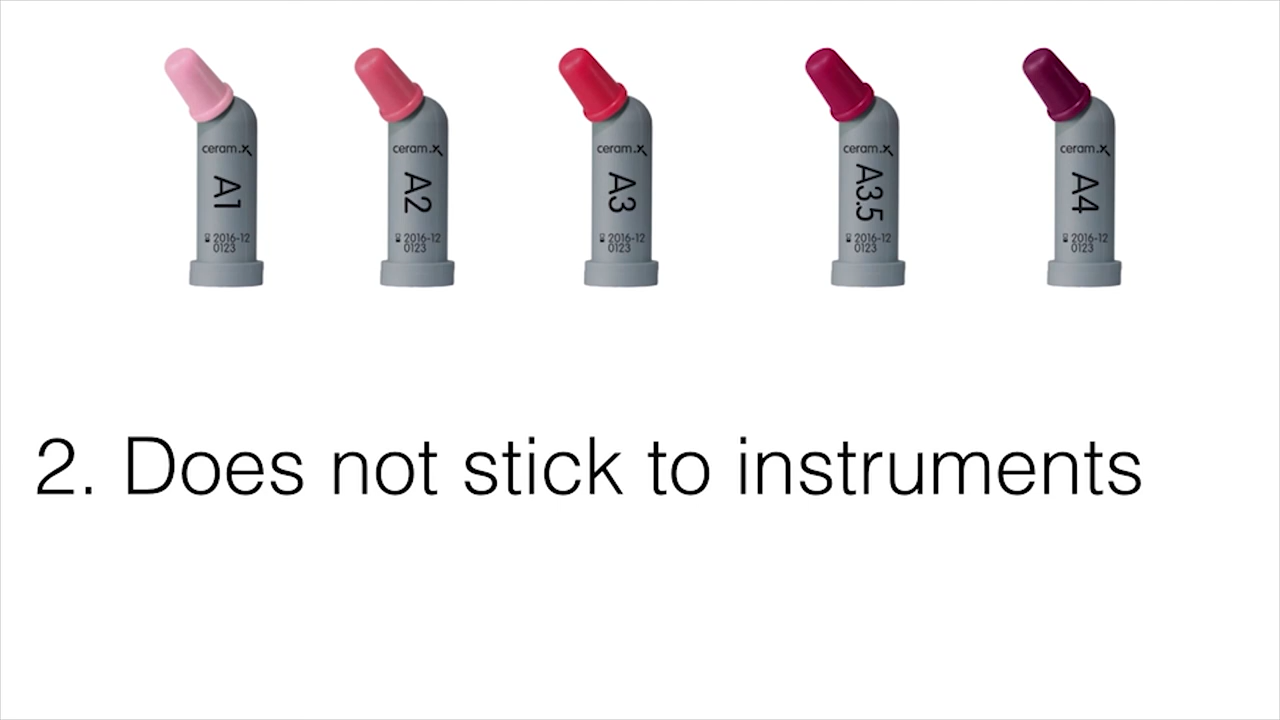 ceram.x
A1
2016-12
0123
ceram.x
A2
2016-12
0123
ceram.x
A3
2016-12
0123
ceram.x
A3.5
2016-12
0123
ceram.x
A4
2016-12
0123
2. Does not stick to instruments